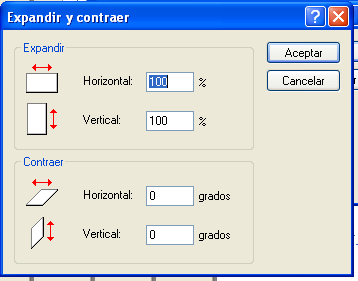 Expandir y contraer
Expandir
Horizontal: 100 %
Vertical: 100 %
Contraer
Horizontal: 0 grados
Vertical: 0 grados
Aceptar
Cancelar